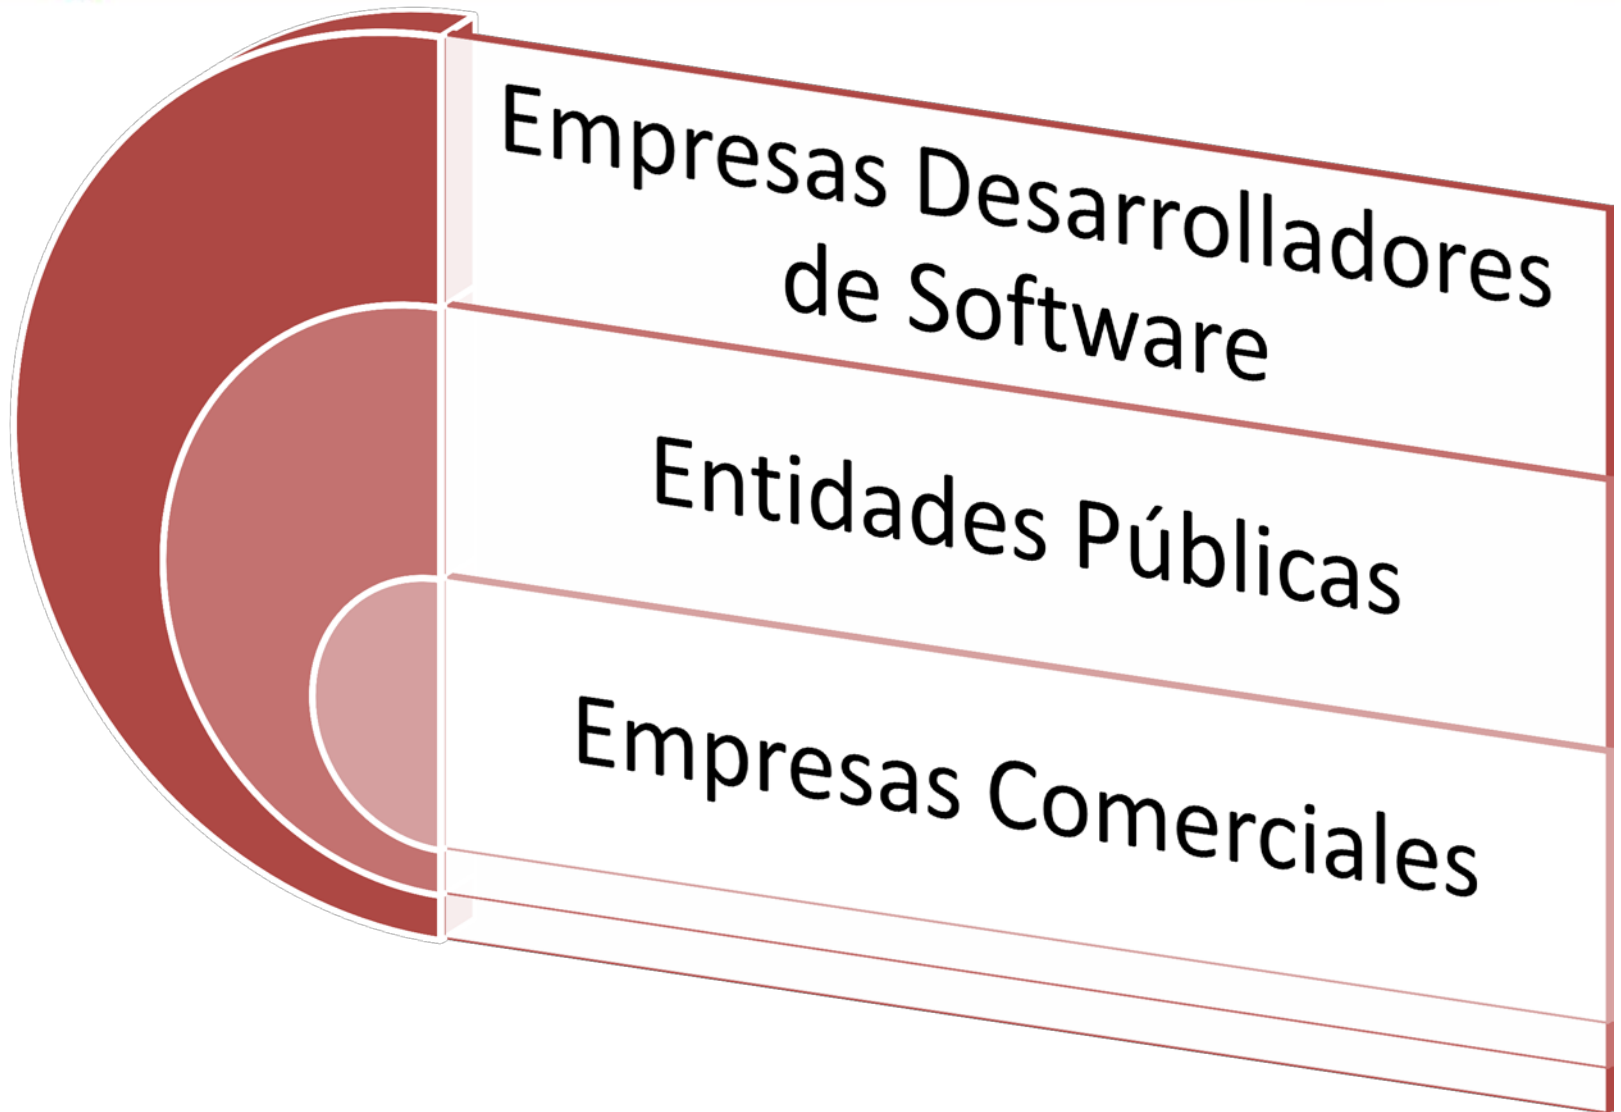 Empresas Desarrolladores
de Software
Entidades Públicas
Empresas Comerciales